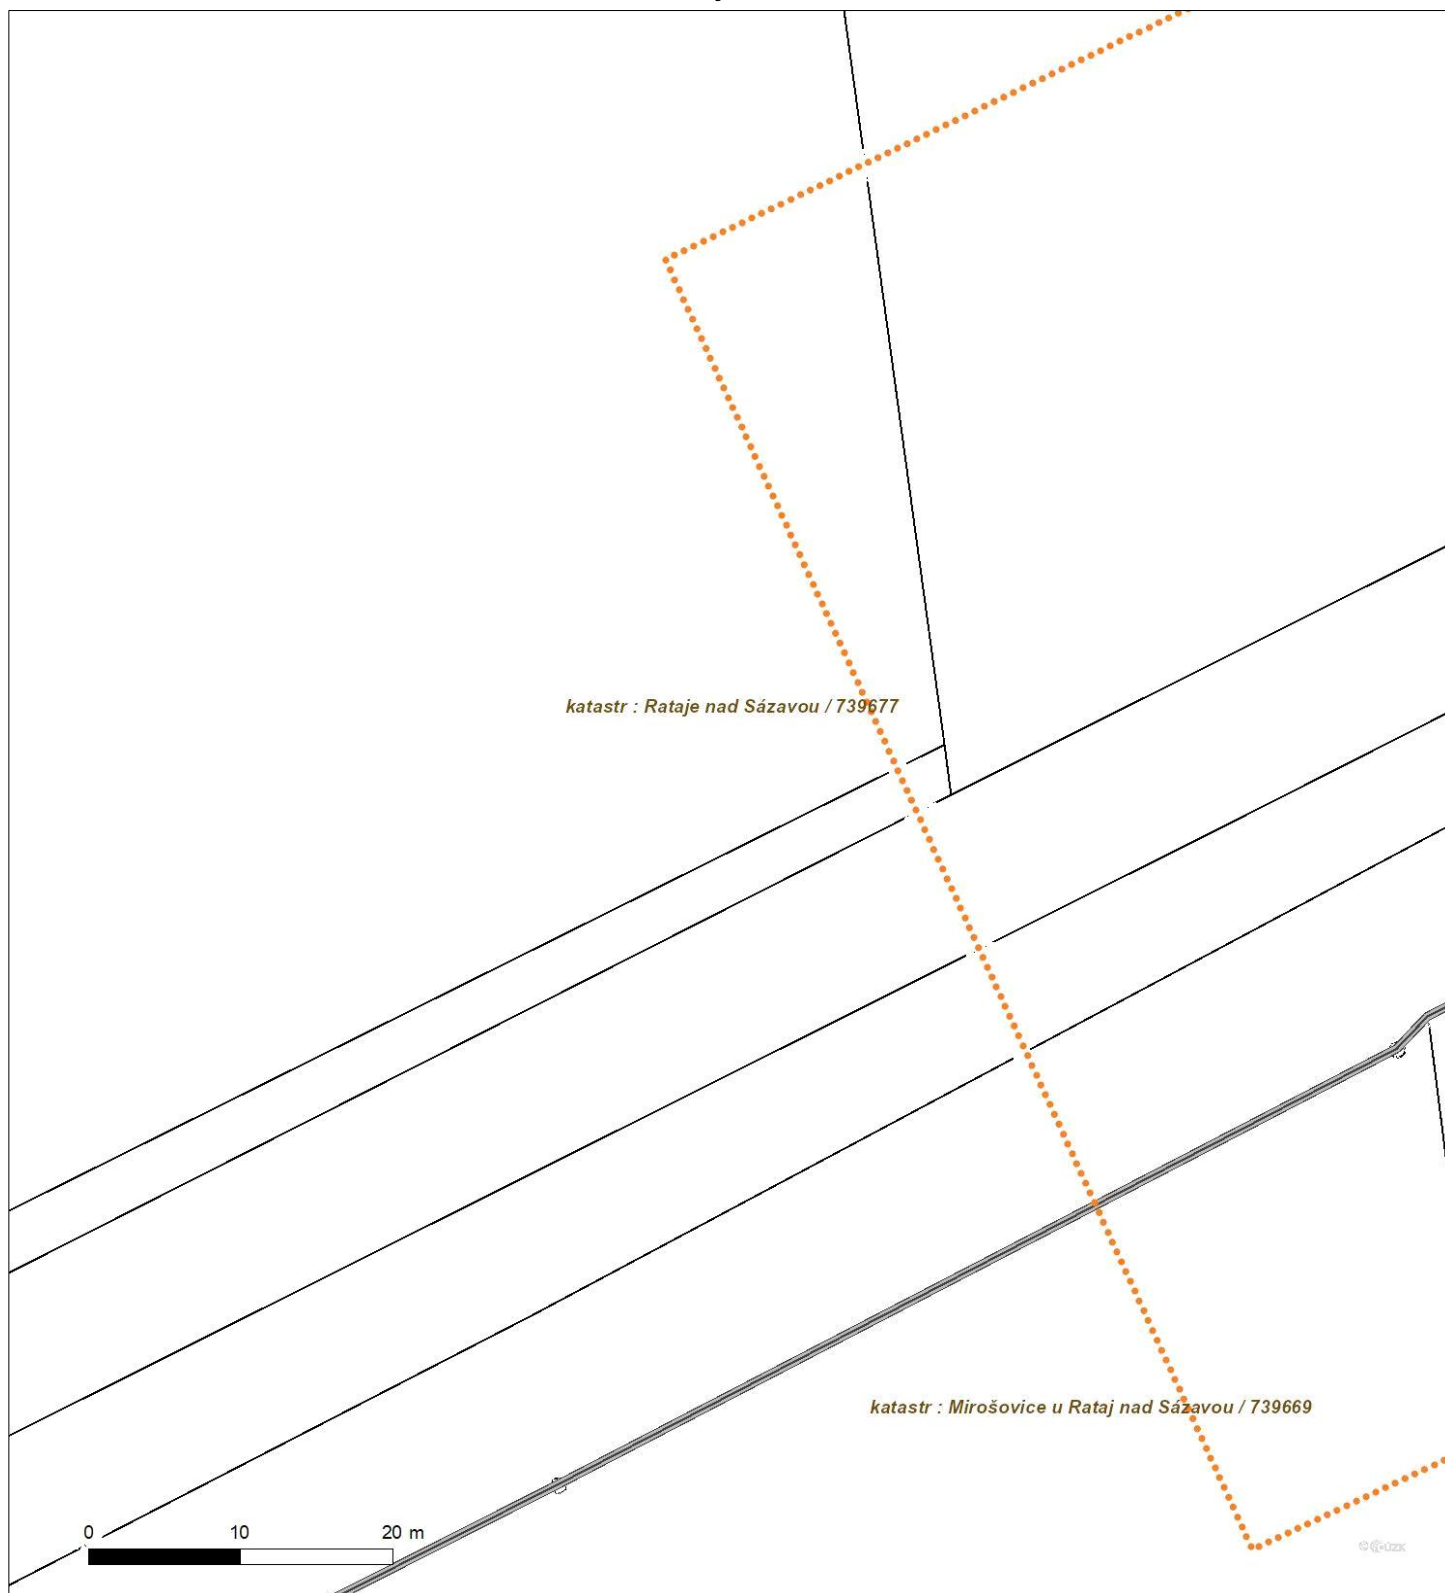 katastr : Rataje nad Sázavou / 739677
katastr : Mirošovice u Rataj nad Sázavou / 739669
0 10 20 m